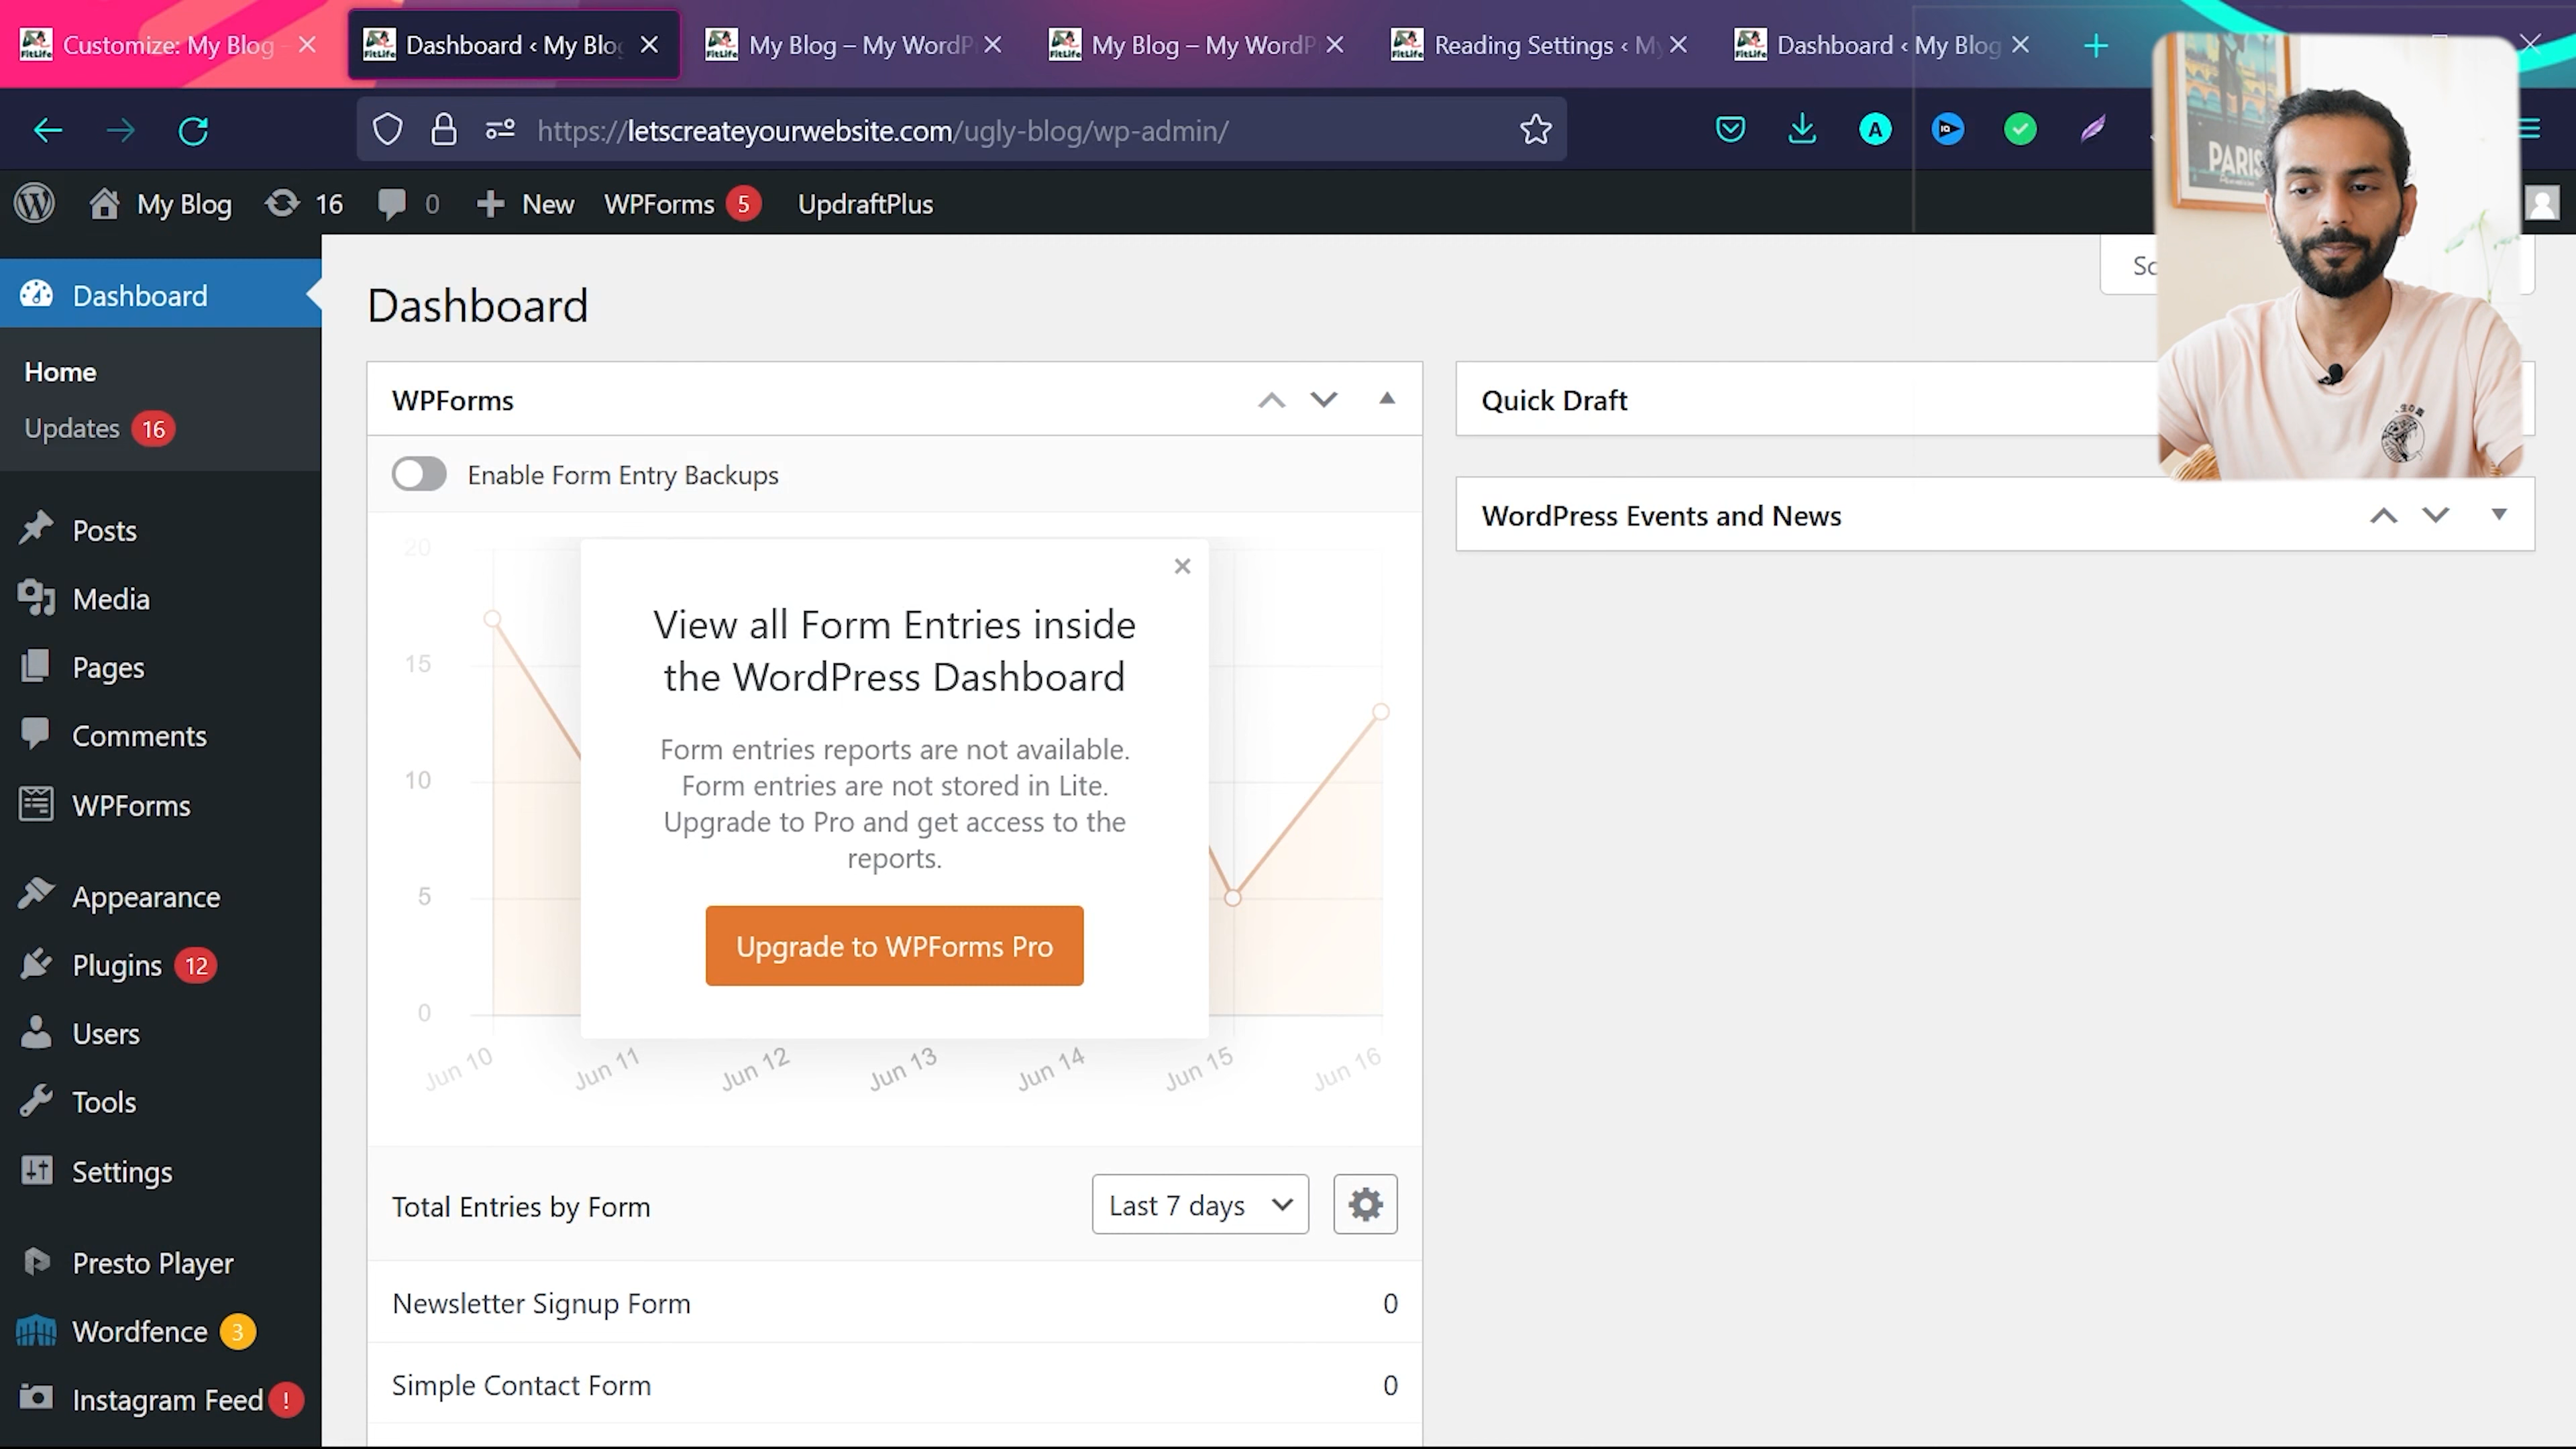 Customize: My Blog -
Dashboard ‹ My Blog
My Blog – My WordP
My Blog – My WordP
Reading Settings ‹ My
Dashboard ‹ My Blog
https://letscreateyourwebsite.com/ugly-blog/wp-admin/
My Blog
16
0
New
WPForms 5
UpdraftPlus
PARIS
Dashboard
Home
Updates 16
Posts
Media
Pages
Comments
WPForms
Appearance
Plugins 12
Users
Tools
Settings
Presto Player
Wordfence 3
Instagram Feed !
Dashboard
Sc
WPForms
Enable Form Entry Backups
20
15
10
5
0
View all Form Entries inside
the WordPress Dashboard
Form entries reports are not available.
Form entries are not stored in Lite.
Upgrade to Pro and get access to the
reports.
Upgrade to WPForms Pro
Jun 10
Jun 11
Jun 12
Jun 13
Jun 14
Jun 15
Jun 16
Total Entries by Form
Last 7 days
Newsletter Signup Form 0
Simple Contact Form 0
Quick Draft
WordPress Events and News